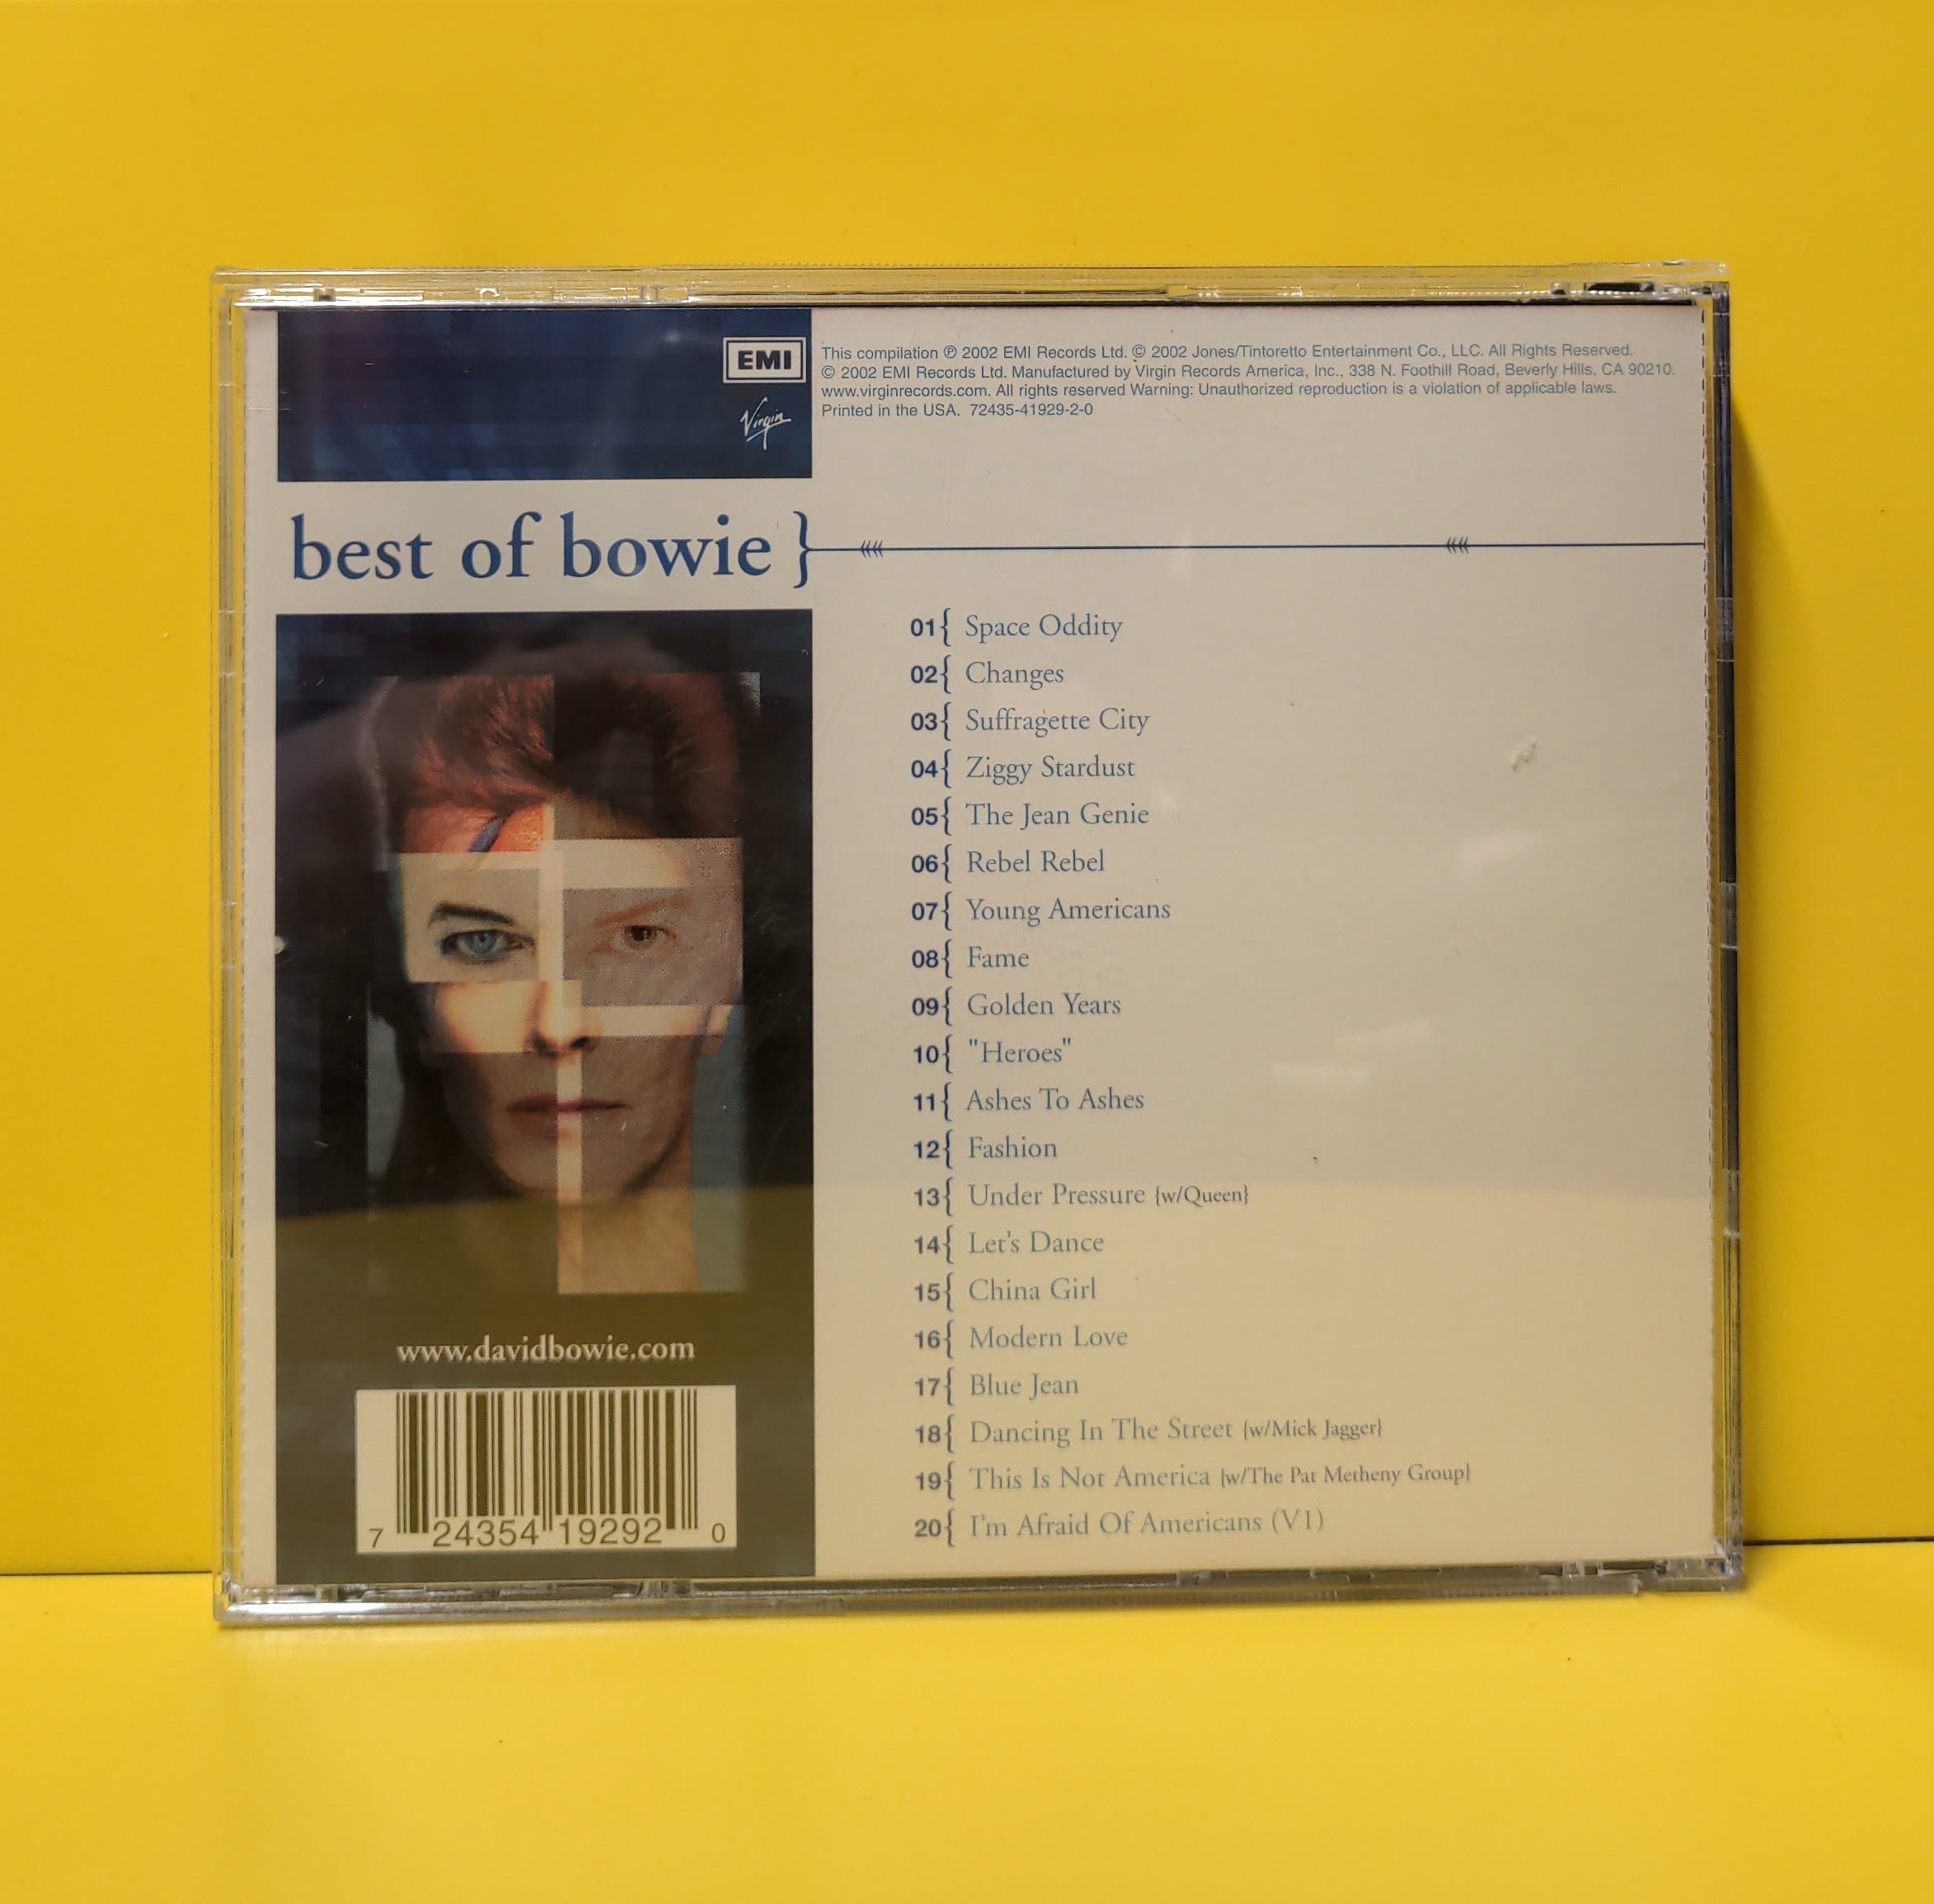 EMI
Virgin
This compilation ℗ 2002 EMI Records Ltd. © 2002 Jones/Tintoretto Entertainment Co., LLC. All Rights Reserved.
© 2002 EMI Records Ltd. Manufactured by Virgin Records America, Inc., 338 N. Foothill Road, Beverly Hills, CA 90210.
www.virginrecords.com. All rights reserved Warning: Unauthorized reproduction is a violation of applicable laws.
Printed in the USA. 72435-41929-2-0
best of bowie }
01{ Space Oddity
02{ Changes
03{ Suffragette City
04{ Ziggy Stardust
05{ The Jean Genie
06{ Rebel Rebel
07{ Young Americans
08{ Fame
09{ Golden Years
10{ "Heroes"
11{ Ashes To Ashes
12{ Fashion
13{ Under Pressure {w/Queen}
14{ Let's Dance
15{ China Girl
16{ Modern Love
17{ Blue Jean
18{ Dancing In The Street {w/Mick Jagger}
19{ This Is Not America {w/The Pat Metheny Group}
20{ I'm Afraid Of Americans (V1)
www.davidbowie.com
7 24354 19292 0